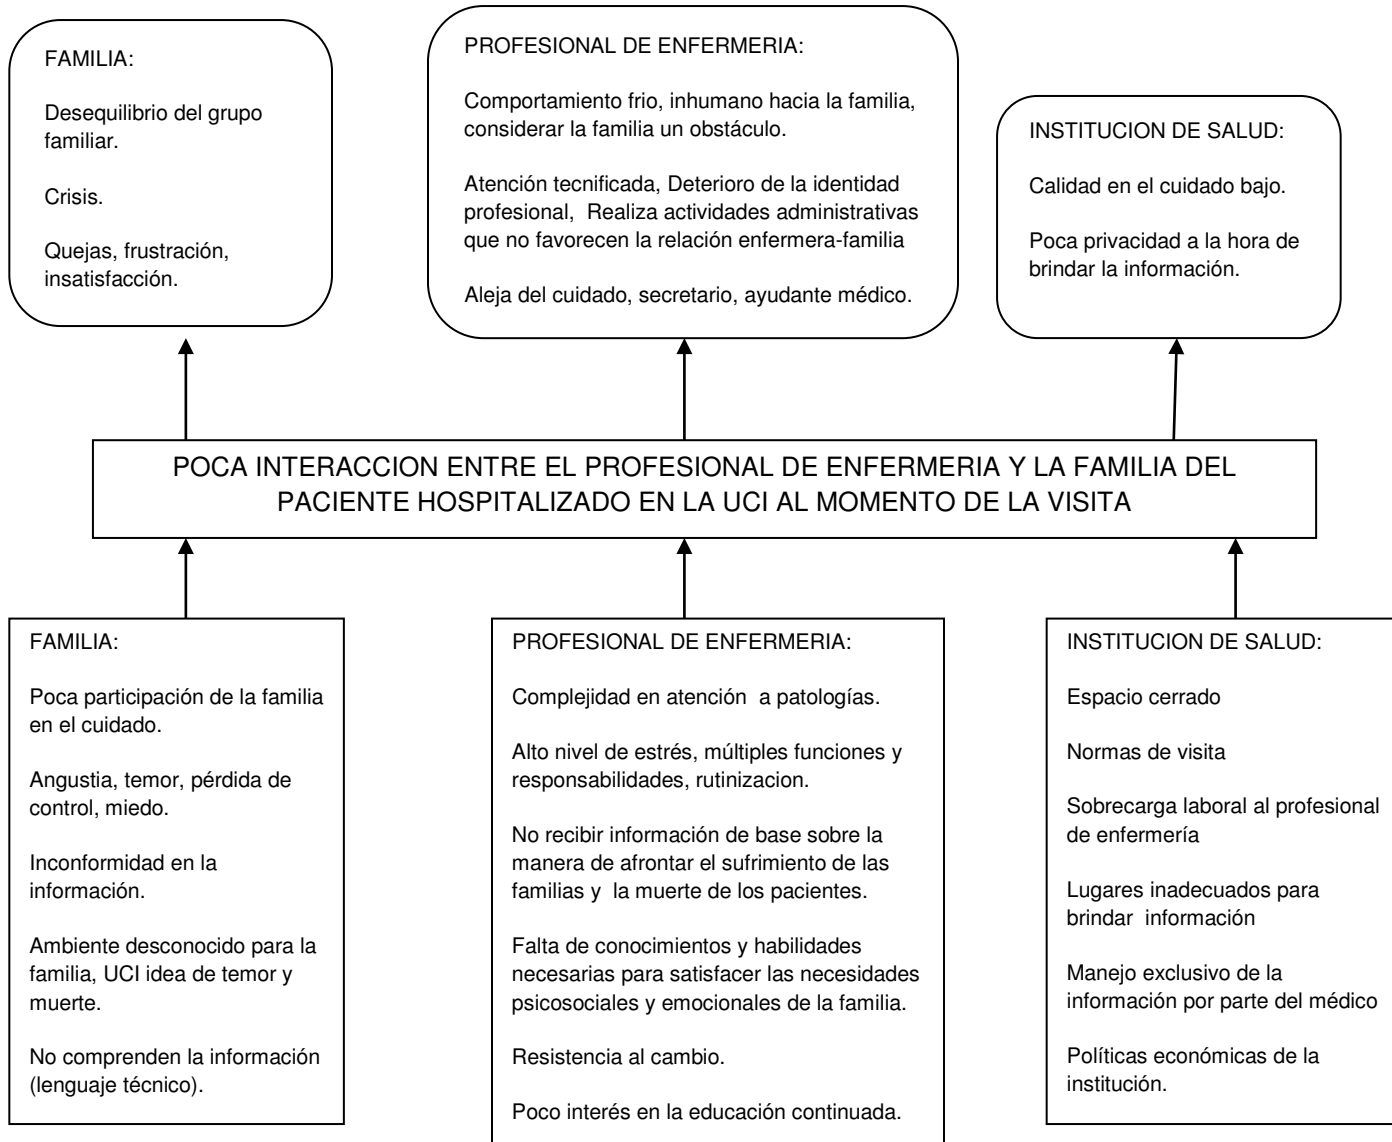 FAMILIA:
Desequilibrio del grupo
familiar.
Crisis.
Quejas, frustración,
insatisfacción.
PROFESIONAL DE ENFERMERIA:
Comportamiento frio, inhumano hacia la familia,
considerar la familia un obstáculo.
Atención tecnificada, Deterioro de la identidad
profesional, Realiza actividades administrativas
que no favorecen la relación enfermera-familia
Aleja del cuidado, secretario, ayudante médico.
INSTITUCION DE SALUD:
Calidad en el cuidado bajo.
Poca privacidad a la hora de
brindar la información.
POCA INTERACCION ENTRE EL PROFESIONAL DE ENFERMERIA Y LA FAMILIA DEL
PACIENTE HOSPITALIZADO EN LA UCI AL MOMENTO DE LA VISITA
FAMILIA:
Poca participación de la familia
en el cuidado.
Angustia, temor, pérdida de
control, miedo.
Inconformidad en la
información.
Ambiente desconocido para la
familia, UCI idea de temor y
muerte.
No comprenden la información
(lenguaje técnico).
PROFESIONAL DE ENFERMERIA:
Complejidad en atención a patologías.
Alto nivel de estrés, múltiples funciones y
responsabilidades, rutinizacion.
No recibir información de base sobre la
manera de afrontar el sufrimiento de las
familias y la muerte de los pacientes.
Falta de conocimientos y habilidades
necesarias para satisfacer las necesidades
psicosociales y emocionales de la familia.
Resistencia al cambio.
Poco interés en la educación continuada.
INSTITUCION DE SALUD:
Espacio cerrado
Normas de visita
Sobrecarga laboral al profesional
de enfermería
Lugares inadecuados para
brindar información
Manejo exclusivo de la
información por parte del médico
Políticas económicas de la
institución.